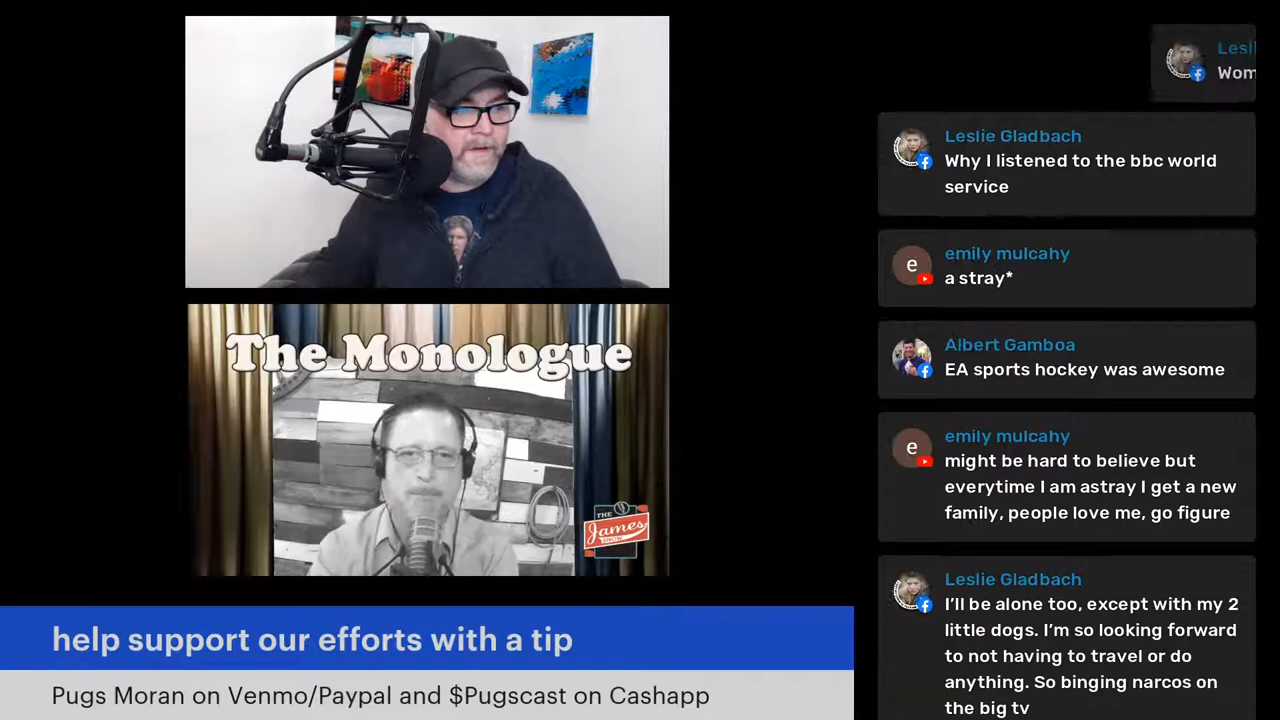 The Monologue
THE
James
SHOW
help support our efforts with a tip
Pugs Moran on Venmo/Paypal and $Pugscast on Cashapp
Lesl
Wom
Leslie Gladbach
Why I listened to the bbc world
service
e
emily mulcahy
a stray*
Albert Gamboa
EA sports hockey was awesome
e
emily mulcahy
might be hard to believe but
everytime I am astray I get a new
family, people love me, go figure
Leslie Gladbach
I'll be alone too, except with my 2
little dogs. I'm so looking forward
to not having to travel or do
anything. So binging narcos on
the big tv